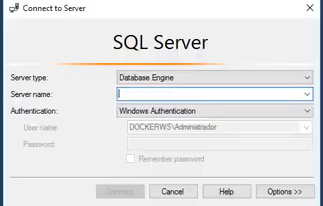 Connect to Server
SQL Server
Server type: Database Engine
Server name:
Authentication: Windows Authentication
User name: DOCKERWS\Administrador
Password:
Remember password
Connect Cancel Help Options >>